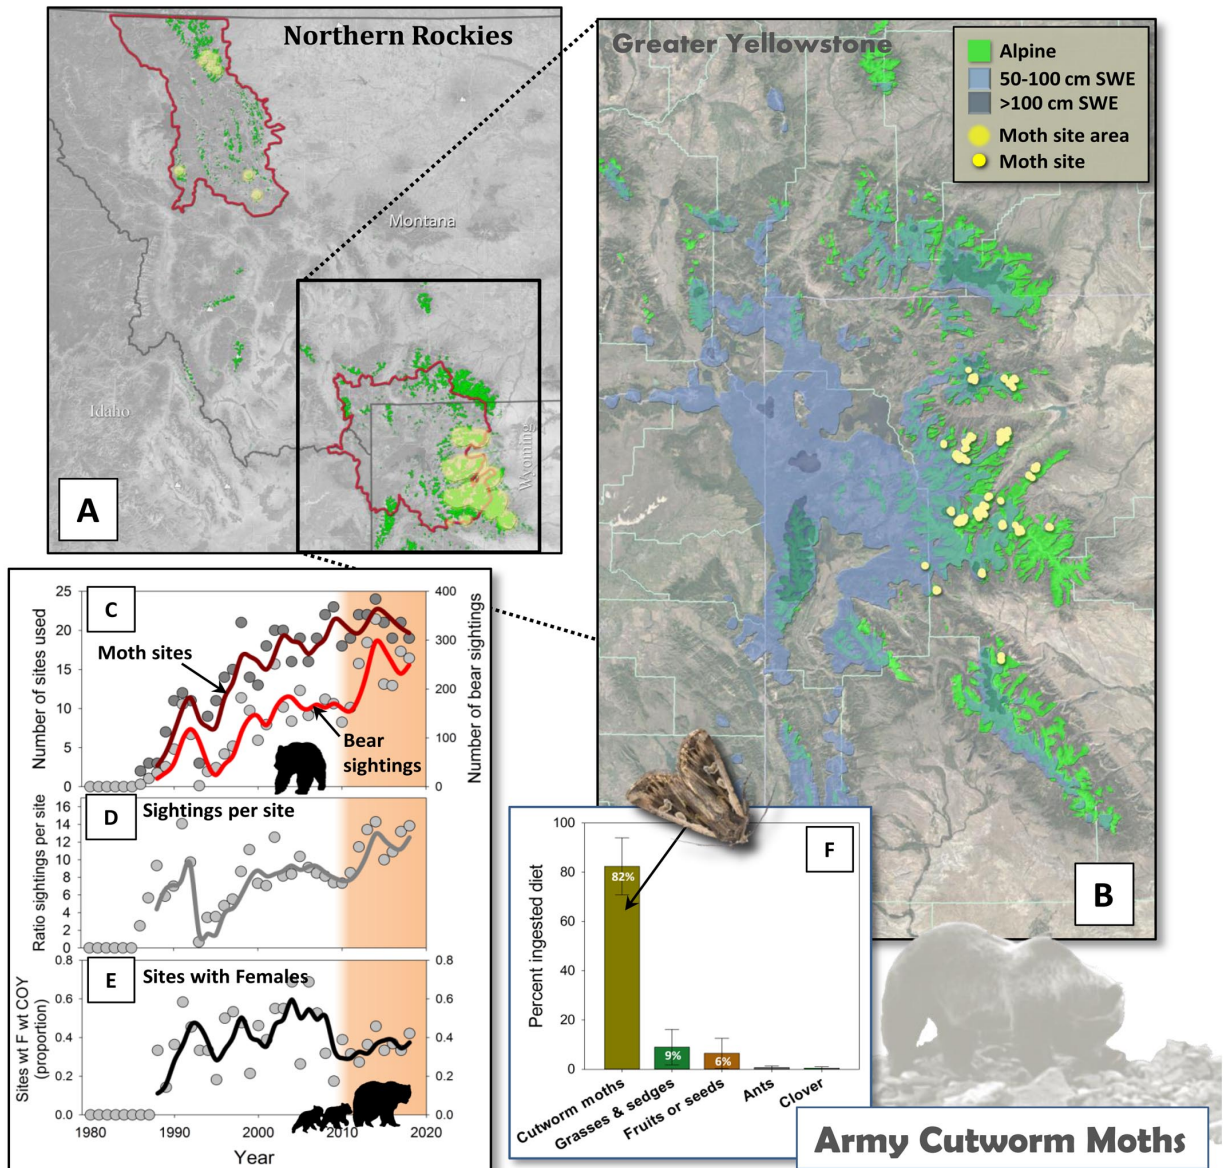 Northern Rockies
Montana
Idaho
Wyoming
A
Greater Yellowstone
Alpine
50-100 cm SWE
>100 cm SWE
Moth site area
Moth site
B
C
Moth sites
Bear
sightings
Number of sites used
25
20
15
10
5
0
Number of bear sightings
400
300
200
100
0
D
Sightings per site
Ratio sightings per site
16
14
12
10
8
6
4
2
0
E
Sites with Females
Sites wt F wt COY
(proportion)
0.8
0.6
0.4
0.2
0.0
0.8
0.6
0.4
0.2
0.0
1980
1990
2000
2010
2020
Year
F
Percent ingested diet
100
80
60
40
20
0
82%
9%
6%
Cutworm moths
Grasses & sedges
Fruits or seeds
Ants
Clover
Army Cutworm Moths